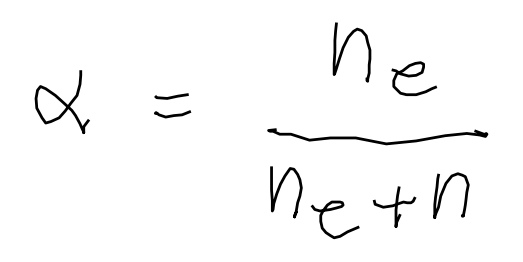 α = nₑ / (nₑ + n)